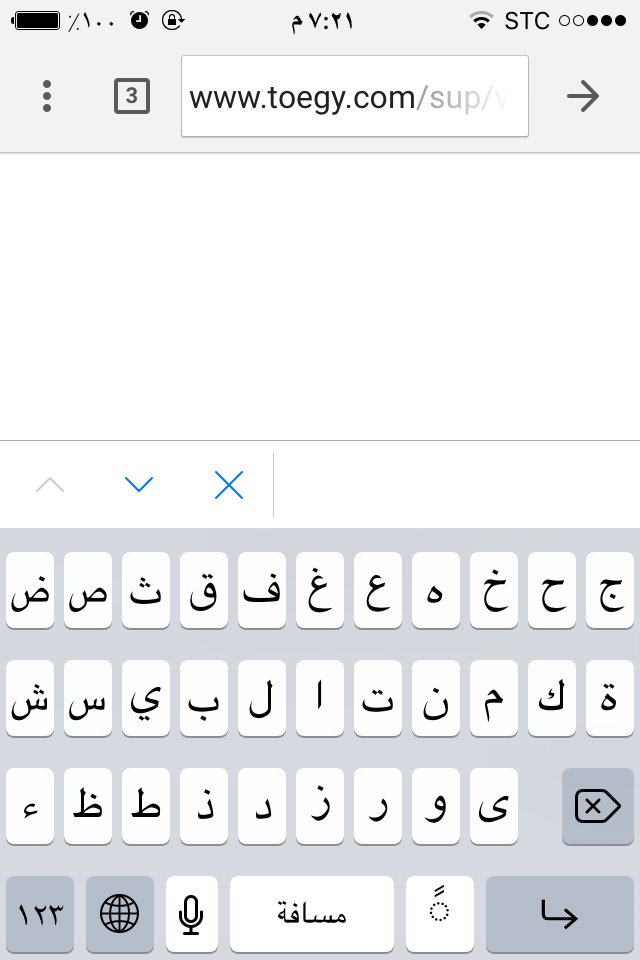 ٪١٠٠ ٧:٢١ م STC
3 www.toegy.com/sup/v
ض ص ث ق ف غ ع ه خ ح ج
ش س ي ب ل ا ت ن م ك ة
ء ظ ط ذ د ز ر و ى
١٢٣ مسافة ً